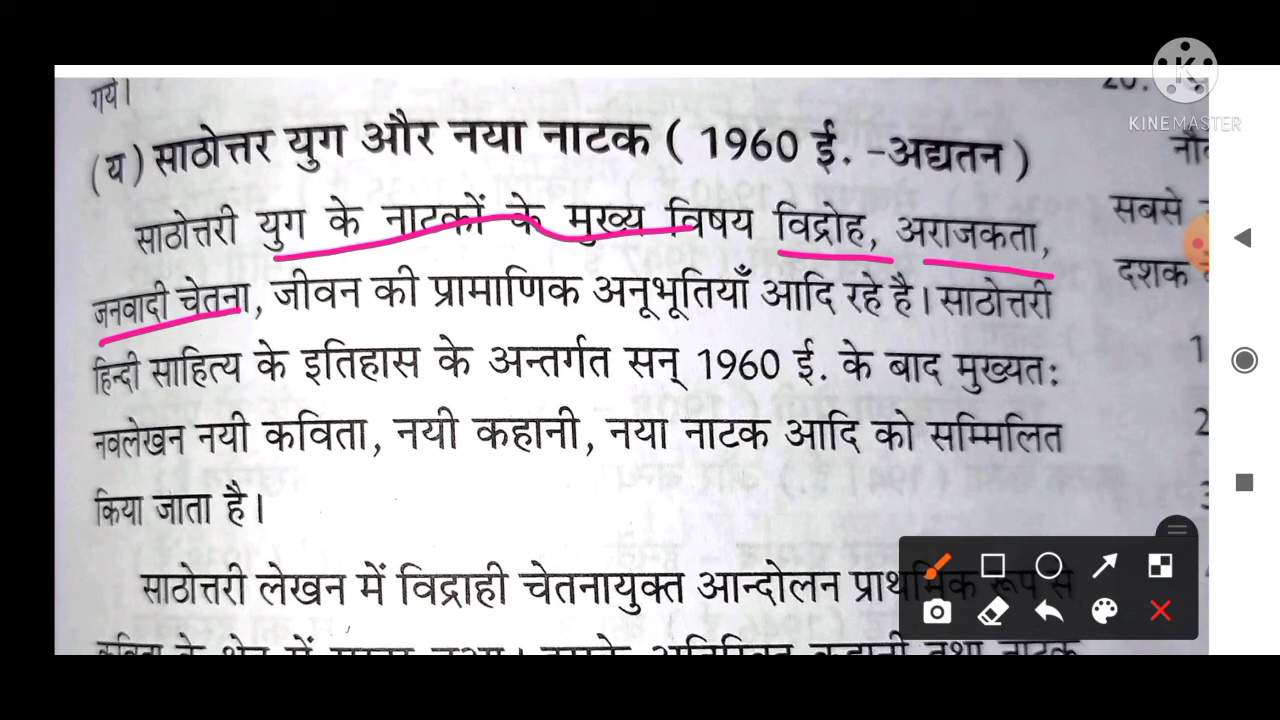 गये।
(य) साठोत्तर युग और नया नाटक ( 1960 ई. -अद्यतन )
साठोत्तरी युग के नाटकों के मुख्य विषय विद्रोह, अराजकता,
जनवादी चेतना, जीवन की प्रामाणिक अनूभूतियाँ आदि रहे है। साठोत्तरी
हिन्दी साहित्य के इतिहास के अन्तर्गत सन् 1960 ई. के बाद मुख्यतः
नवलेखन नयी कविता, नयी कहानी, नया नाटक आदि को सम्मिलित
किया जाता है।
साठोत्तरी लेखन में विद्राही चेतनायुक्त आन्दोलन प्राथमिक रूप से
सबसे
दशक
1
2
KINEMASTER